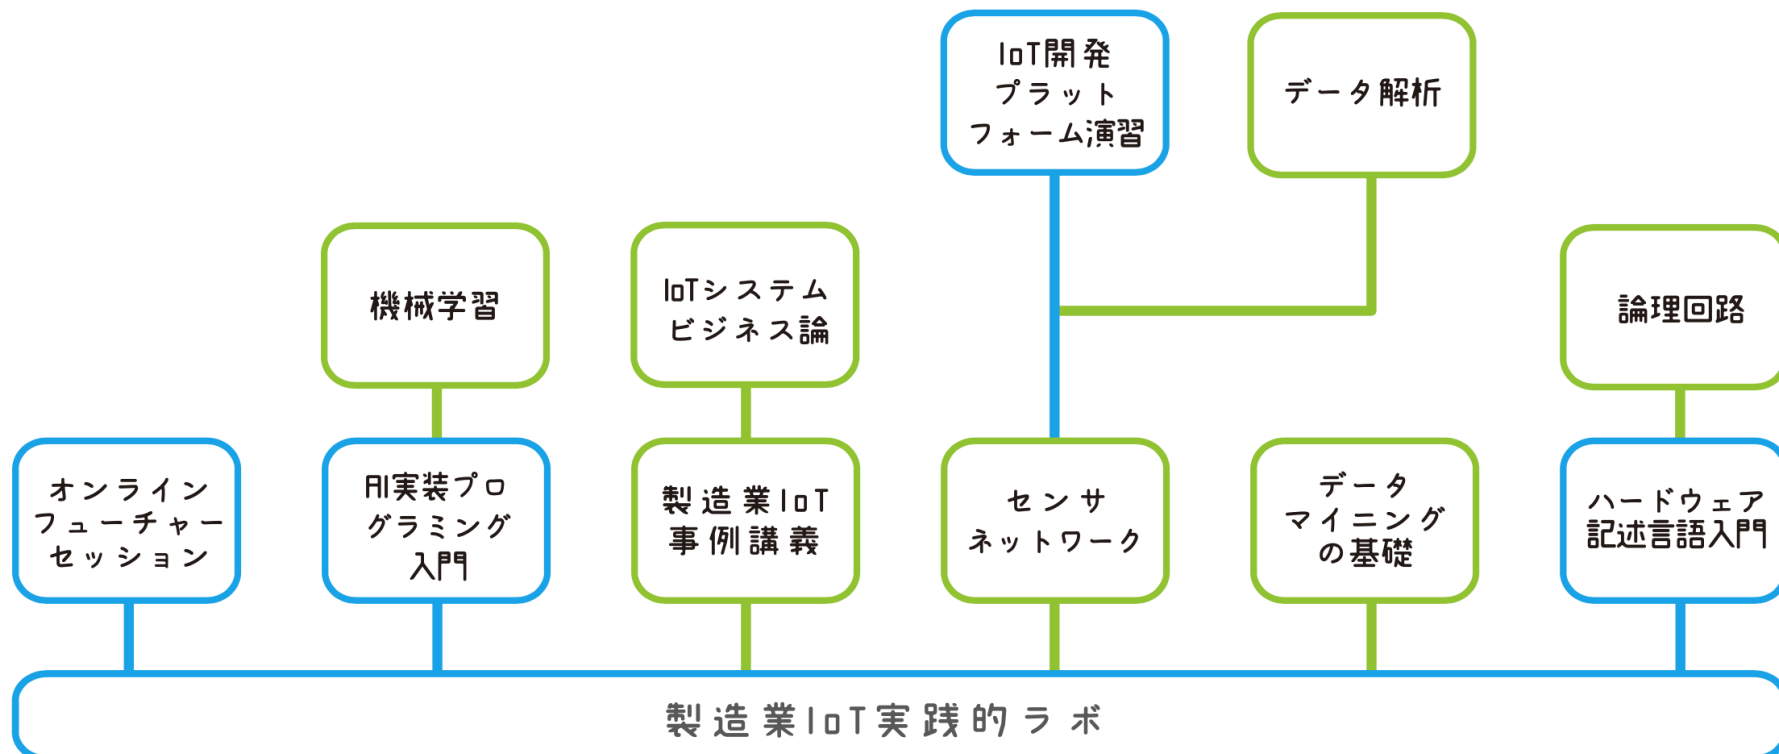 IoT開発
プラット
フォーム演習
データ解析
機械学習
IoTシステム
ビジネス論
論理回路
オンライン
フューチャー
セッション
AI実装プロ
グラミング
入門
製造業IoT
事例講義
センサ
ネットワーク
データ
マイニング
の基礎
ハードウェア
記述言語入門
製造業IoT実践的ラボ